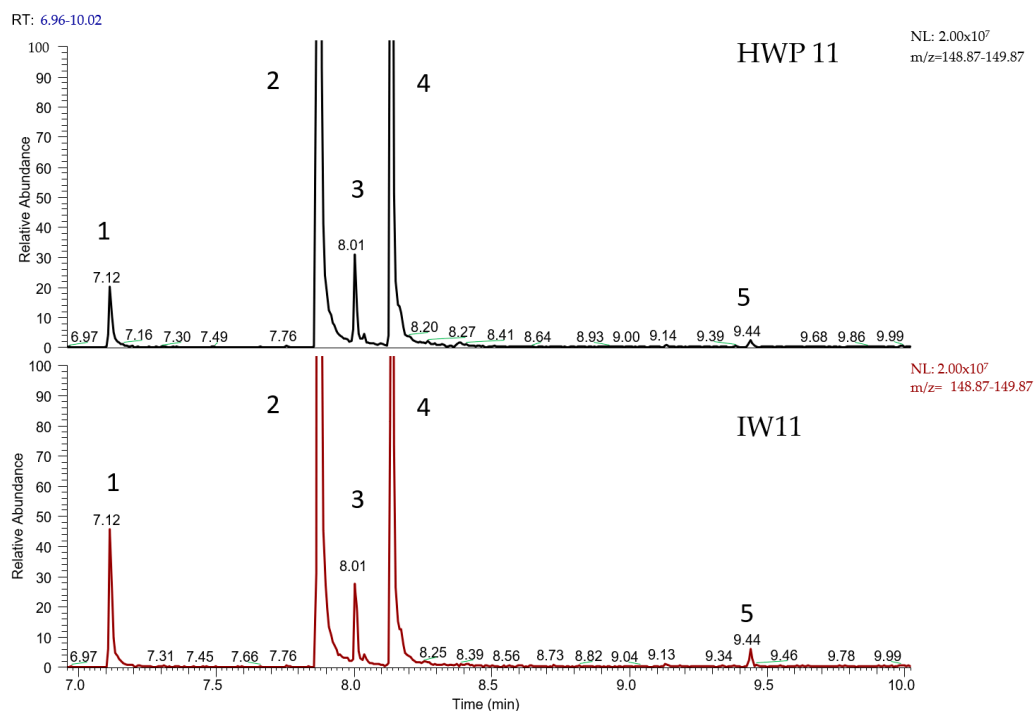 RT: 6.96-10.02
NL: 2.00x10⁷
m/z=148.87-149.87
HWP 11
Relative Abundance
100
90
80
70
60
50
40
30
20
10
0
1
2
3
4
5
7.12
8.01
6.97 7.16 7.30 7.49 7.76 8.20 8.27 8.41 8.64 8.93 9.00 9.14 9.39 9.44 9.68 9.86 9.99
NL: 2.00x10⁷
m/z= 148.87-149.87
IW11
Relative Abundance
100
90
80
70
60
50
40
30
20
10
0
1
2
3
4
5
7.12
8.01
6.97 7.31 7.45 7.66 7.76 8.25 8.39 8.56 8.73 8.82 9.04 9.13 9.34 9.44 9.46 9.78 9.99
7.0 7.5 8.0 8.5 9.0 9.5 10.0
Time (min)